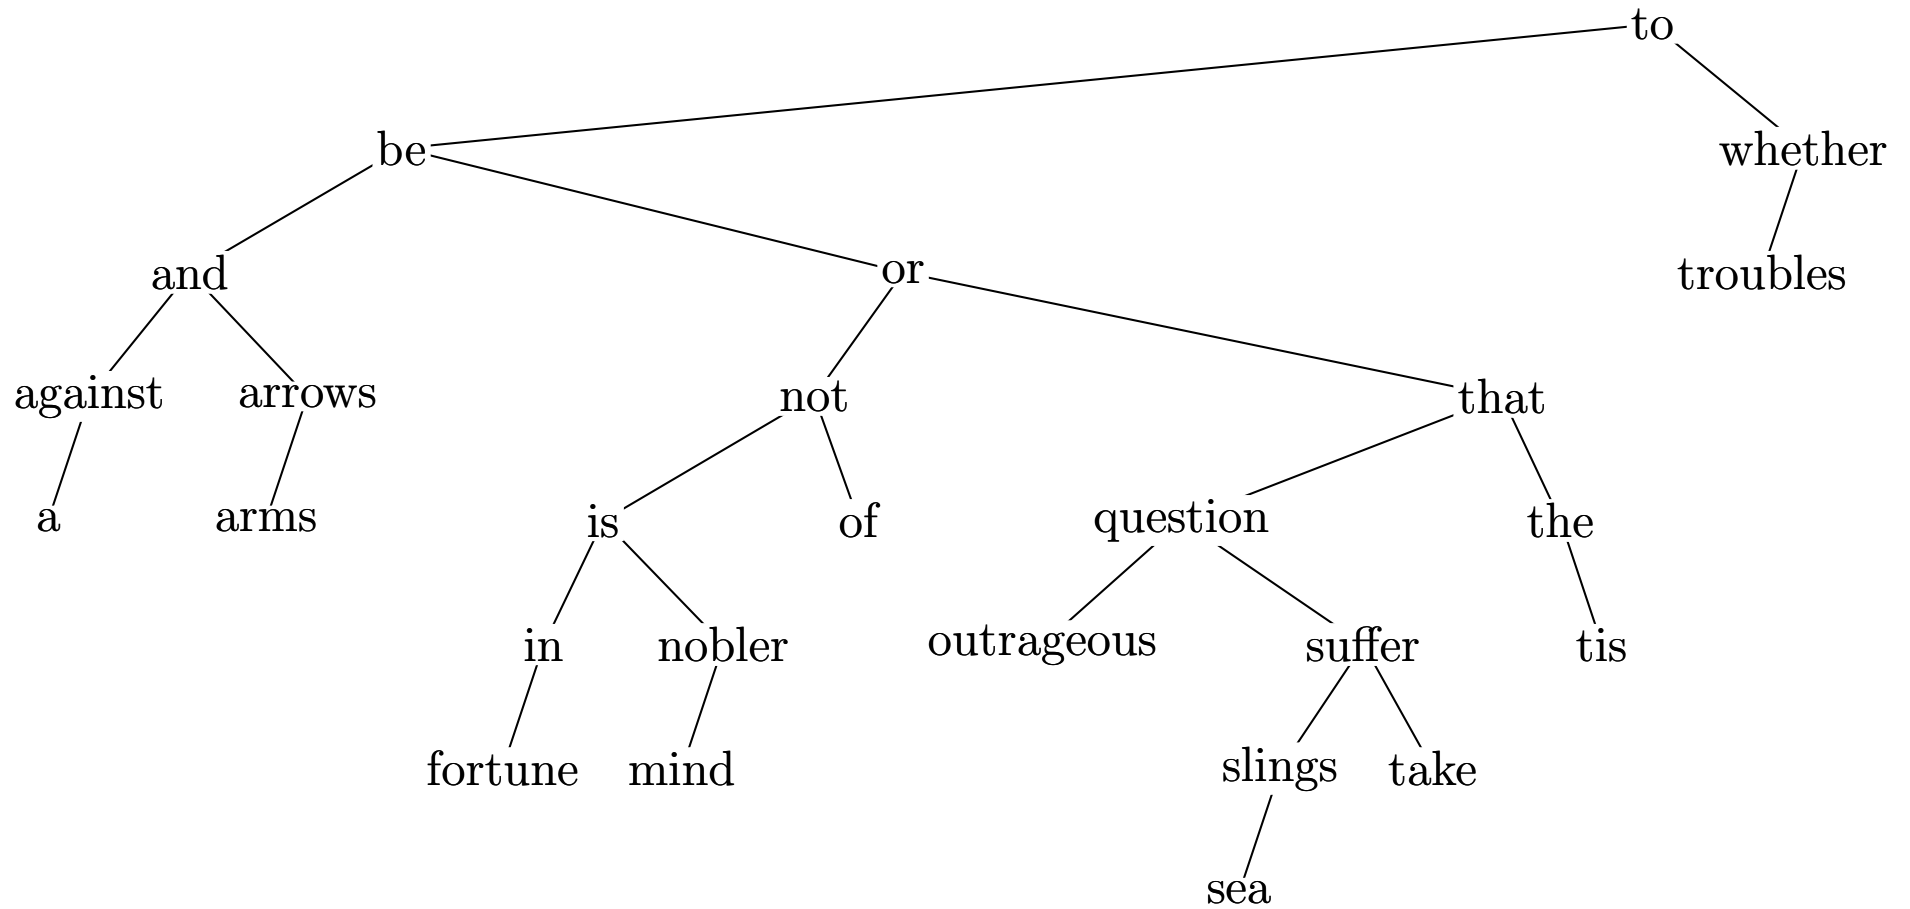 to
be whether
and or troubles
against arrows not that
a arms is of question the
in nobler outrageous suffer tis
fortune mind slings take
sea